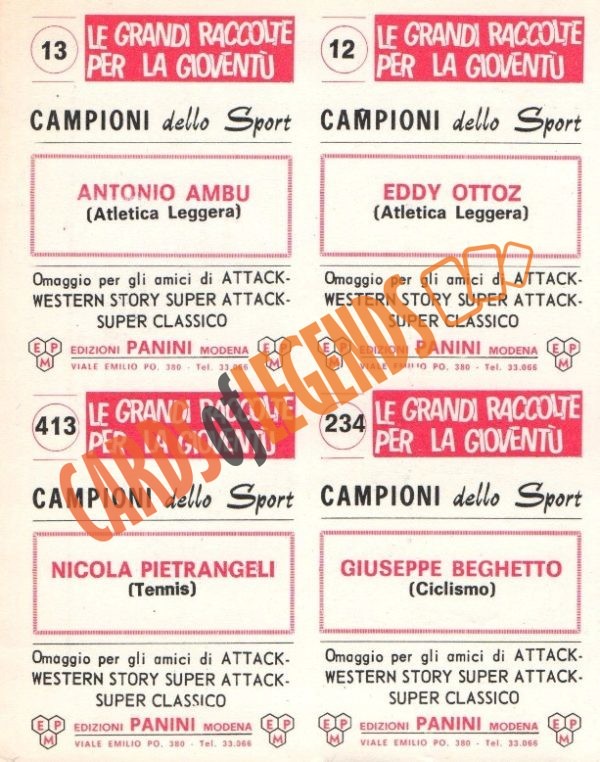 13
LE GRANDI RACCOLTE
PER LA GIOVENTÙ
CAMPIONI dello Sport
ANTONIO AMBU
(Atletica Leggera)
Omaggio per gli amici di ATTACK-
WESTERN STORY SUPER ATTACK-
SUPER CLASSICO
EPM EDIZIONI PANINI MODENA EPM
VIALE EMILIO PO. 380 - Tel. 33.066
12
LE GRANDI RACCOLTE
PER LA GIOVENTÙ
CAMPIONI dello Sport
EDDY OTTOZ
(Atletica Leggera)
Omaggio per gli amici di ATTACK-
WESTERN STORY SUPER ATTACK-
SUPER CLASSICO
EPM EDIZIONI PANINI MODENA EPM
VIALE EMILIO PO. 380 - Tel. 33.066
413
LE GRANDI RACCOLTE
PER LA GIOVENTÙ
CAMPIONI dello Sport
NICOLA PIETRANGELI
(Tennis)
Omaggio per gli amici di ATTACK-
WESTERN STORY SUPER ATTACK-
SUPER CLASSICO
EPM EDIZIONI PANINI MODENA EPM
VIALE EMILIO PO. 380 - Tel. 33.066
234
LE GRANDI RACCOLTE
PER LA GIOVENTÙ
CAMPIONI dello Sport
GIUSEPPE BEGHETTO
(Ciclismo)
Omaggio per gli amici di ATTACK-
WESTERN STORY SUPER ATTACK-
SUPER CLASSICO
EPM EDIZIONI PANINI MODENA EPM
VIALE EMILIO PO. 380 - Tel. 33.066
CARDS of LEGENDS